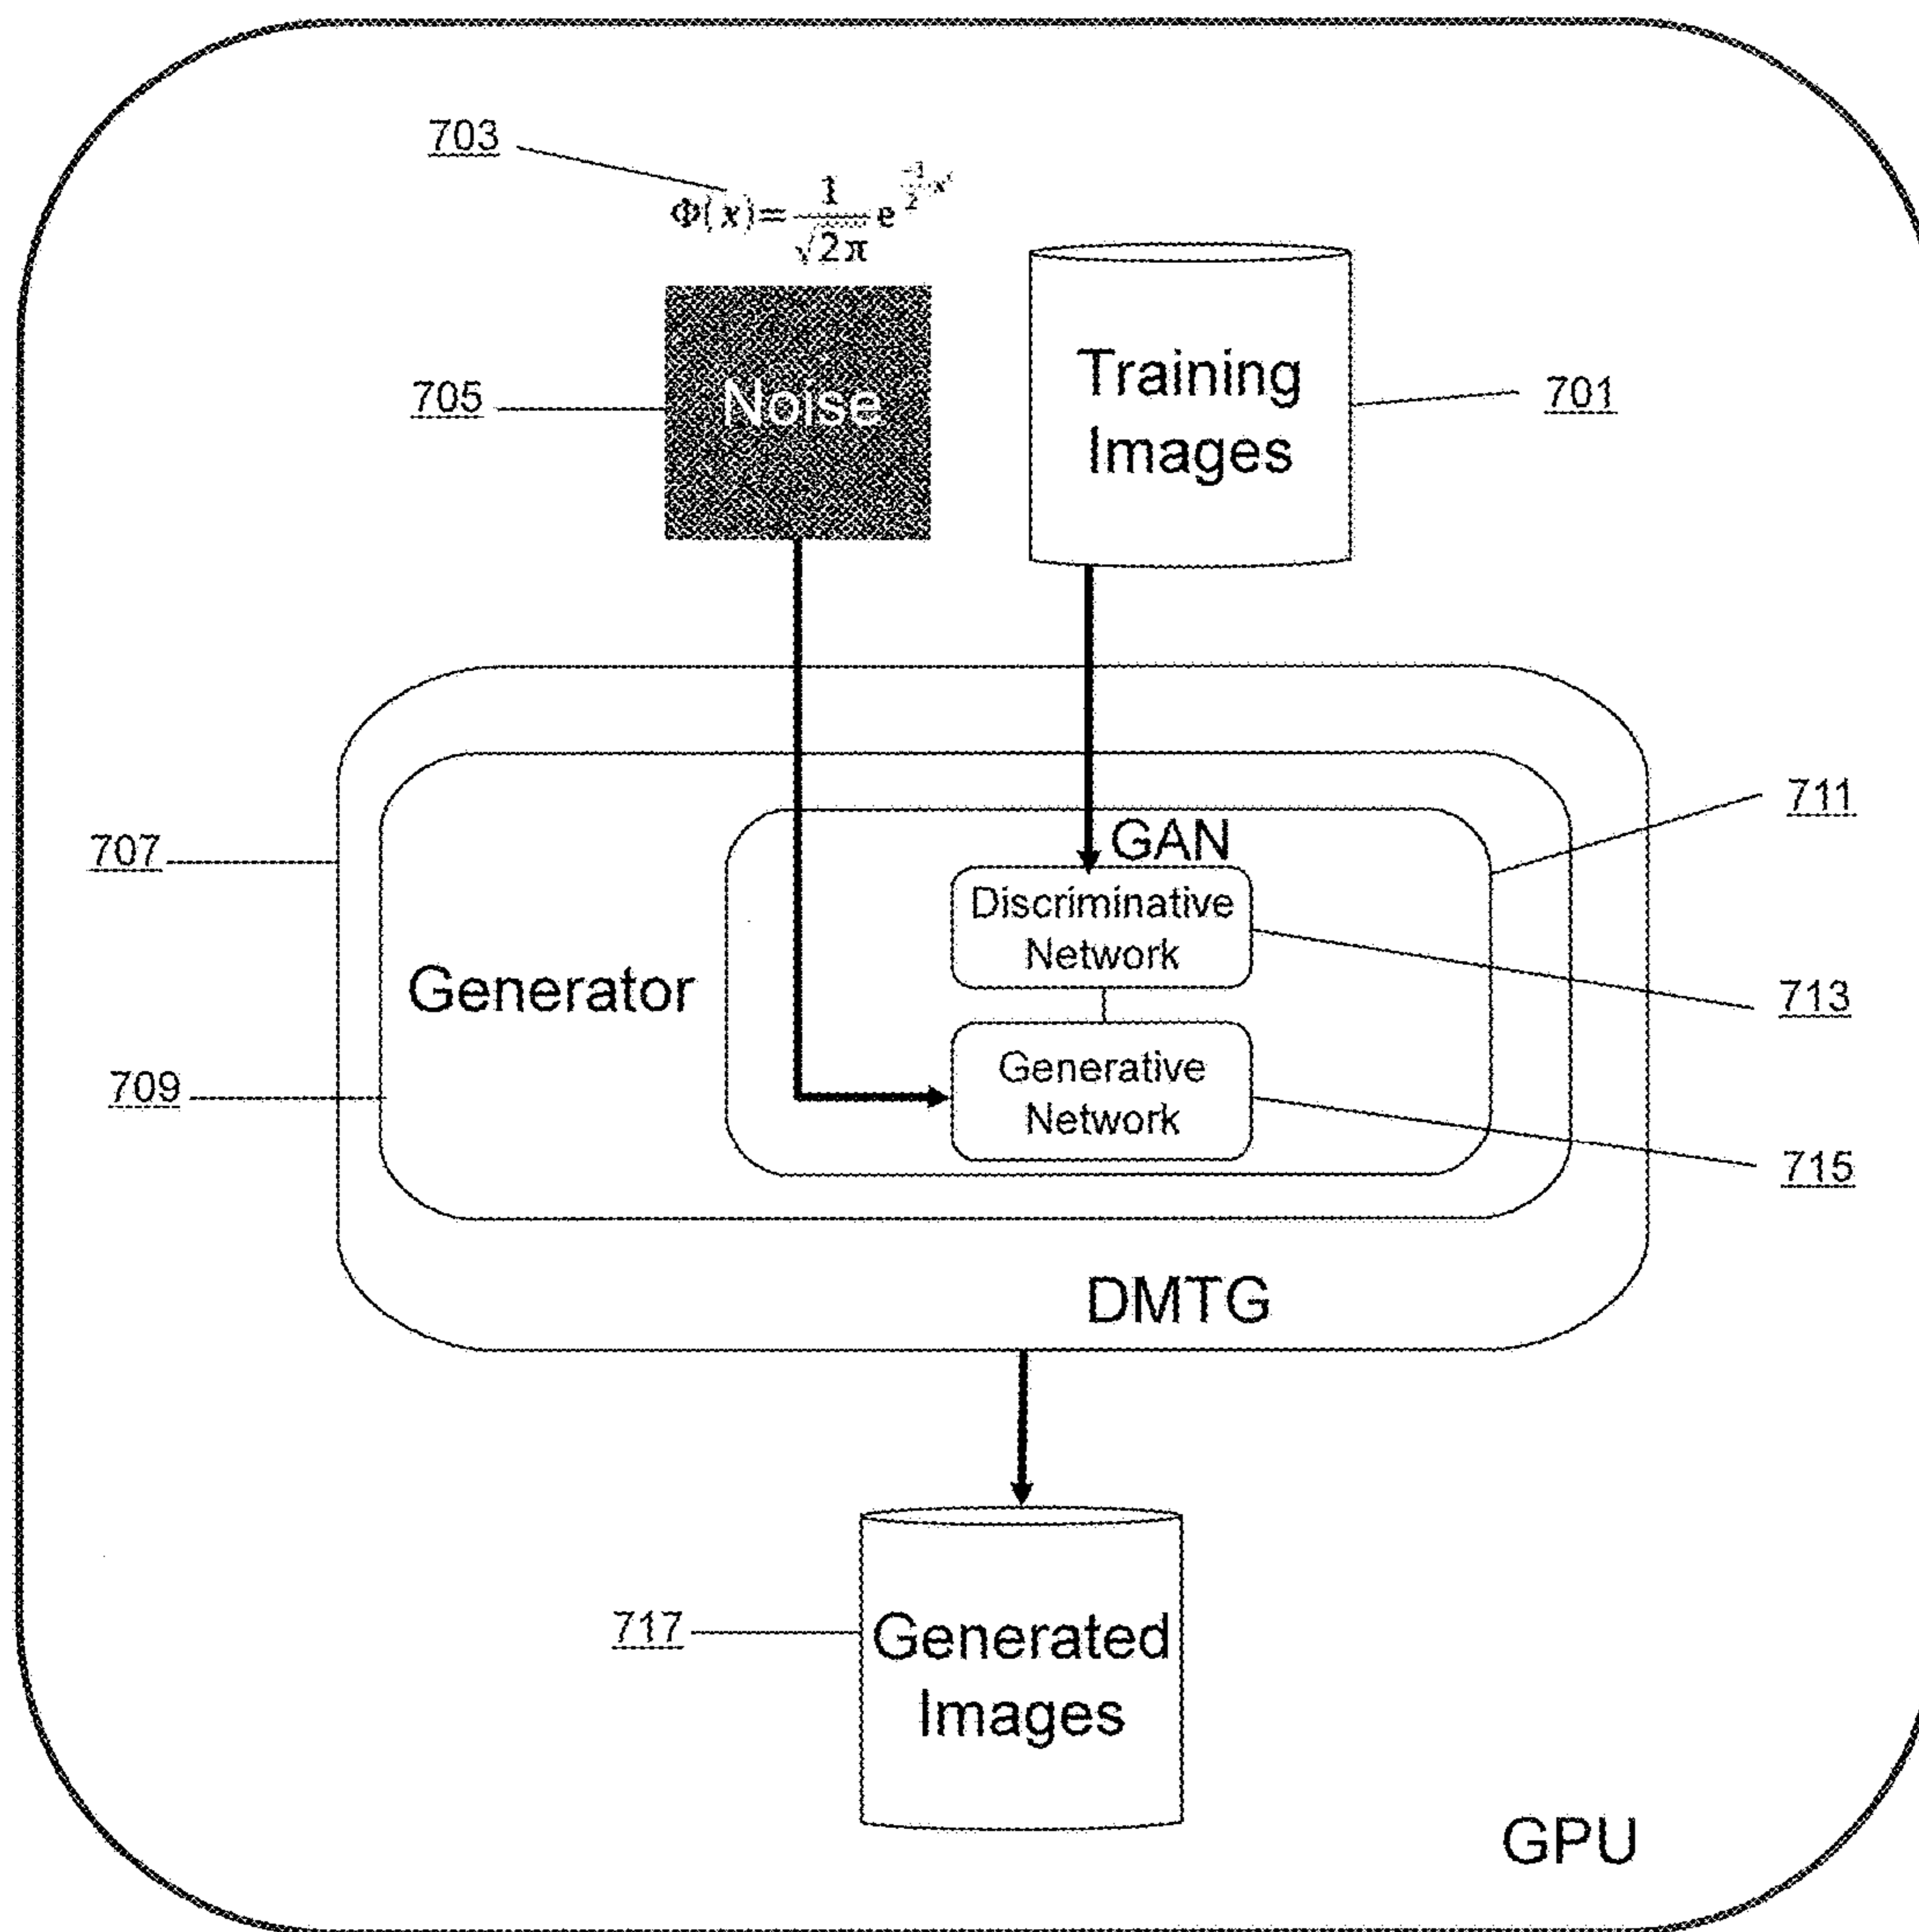 703
Φ(x)=1/√2π e^-1/2 x
705
Noise
Training
Images
701
707
711
GAN
Discriminative
Network
Generator
713
709
Generative
Network
715
DMTG
717
Generated
Images
GPU